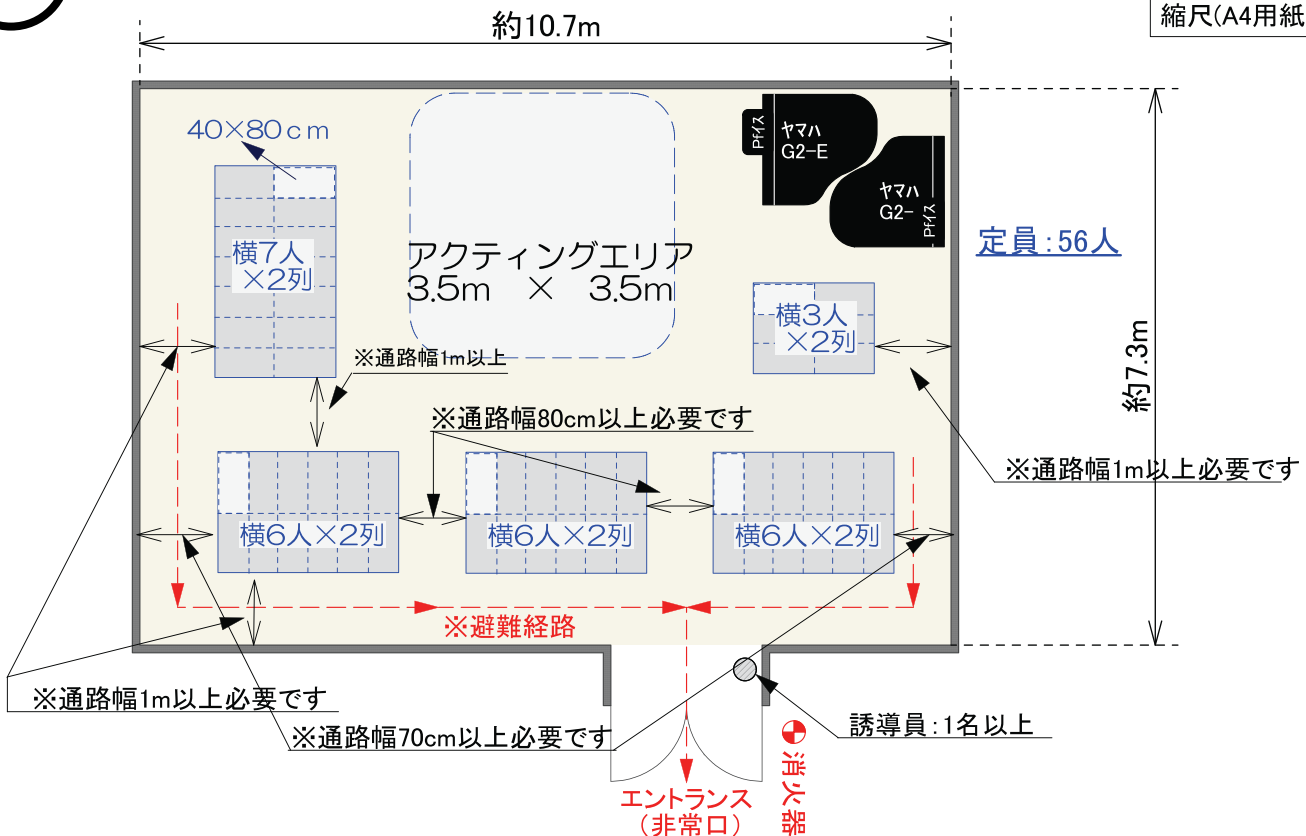 縮尺(A4用紙
約10.7m
40×80cm
Pfイス
ヤマハ
G2-E
ヤマハ
G2-
Pfイス
定員:56人
横7人
×2列
アクティングエリア
3.5m × 3.5m
横3人
×2列
約7.3m
※通路幅1m以上
※通路幅80cm以上必要です
※通路幅1m以上必要です
横6人×2列
横6人×2列
横6人×2列
※避難経路
※通路幅1m以上必要です
※通路幅70cm以上必要です
誘導員:1名以上
消火器
エントランス
(非常口)